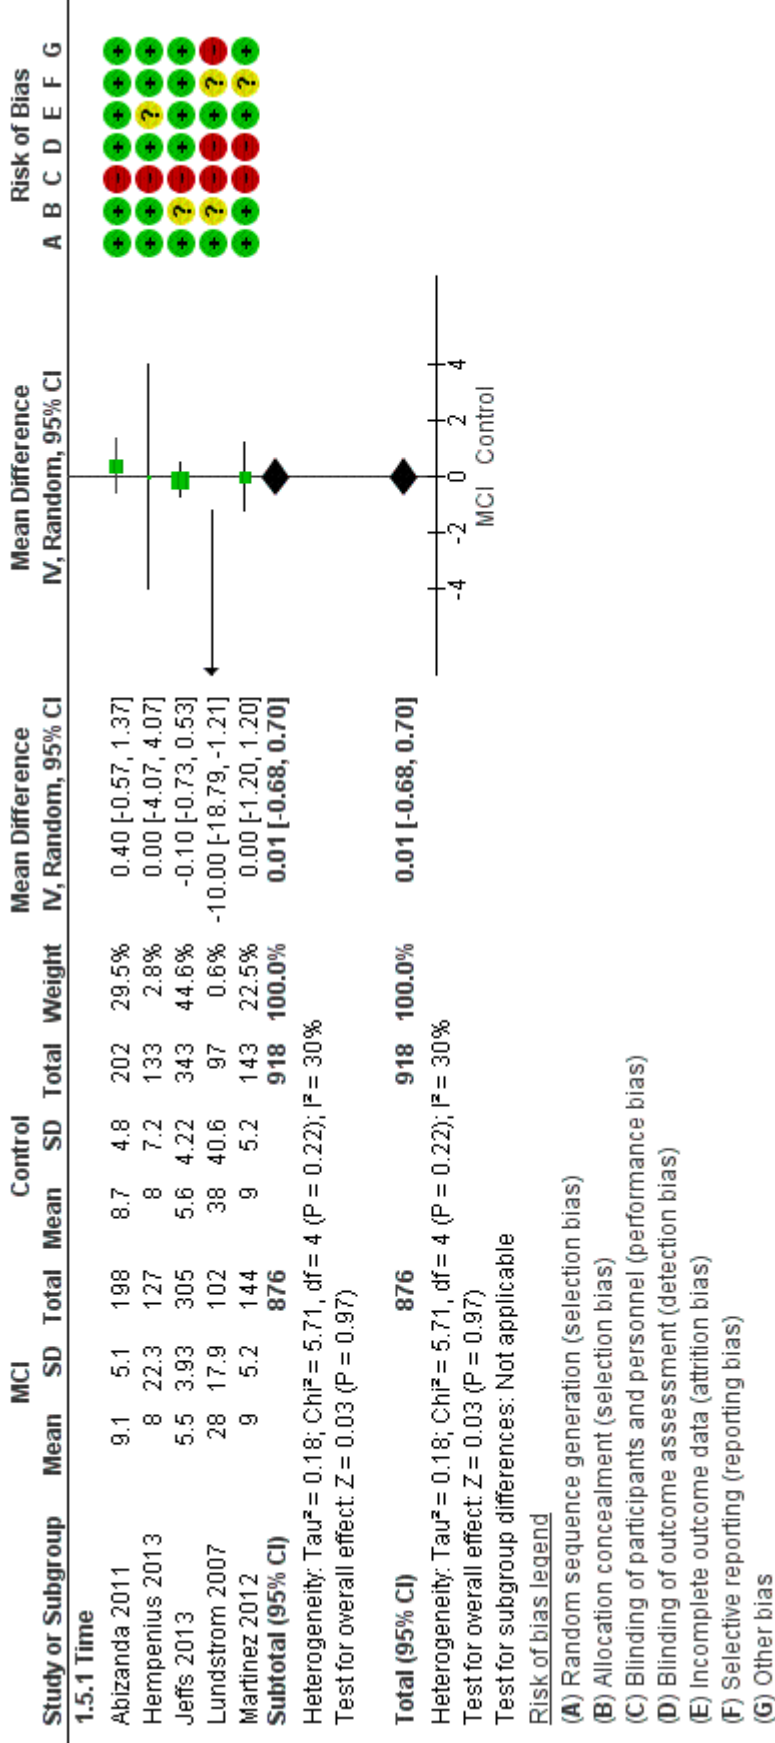 MCI Control Mean Difference Mean Difference Risk of Bias
Study or Subgroup Mean SD Total Mean SD Total Weight IV, Random, 95% CI IV, Random, 95% CI A B C D E F G
1.5.1 Time
Abizanda 2011 9.1 5.1 198 8.7 4.8 202 29.5% 0.40 [-0.57, 1.37] + + - + + + +
Hempenius 2013 8 22.3 127 8 7.2 133 2.8% 0.00 [-4.07, 4.07] + + - + ? + +
Jeffs 2013 5.5 3.93 305 5.6 4.22 343 44.6% -0.10 [-0.73, 0.53] + ? - + + + +
Lundstrom 2007 28 17.9 102 38 40.6 97 0.6% -10.00 [-18.79, -1.21] + ? - - + ? -
Martinez 2012 9 5.2 144 9 5.2 143 22.5% 0.00 [-1.20, 1.20] + + - - + ? +
Subtotal (95% CI) 876 918 100.0% 0.01 [-0.68, 0.70]
Heterogeneity: Tau² = 0.18; Chi² = 5.71, df = 4 (P = 0.22); I² = 30%
Test for overall effect: Z = 0.03 (P = 0.97)
Total (95% CI) 876 918 100.0% 0.01 [-0.68, 0.70]
Heterogeneity: Tau² = 0.18; Chi² = 5.71, df = 4 (P = 0.22); I² = 30%
Test for overall effect: Z = 0.03 (P = 0.97)
Test for subgroup differences: Not applicable
-4 -2 0 2 4
MCI Control
Risk of bias legend
(A) Random sequence generation (selection bias)
(B) Allocation concealment (selection bias)
(C) Blinding of participants and personnel (performance bias)
(D) Blinding of outcome assessment (detection bias)
(E) Incomplete outcome data (attrition bias)
(F) Selective reporting (reporting bias)
(G) Other bias